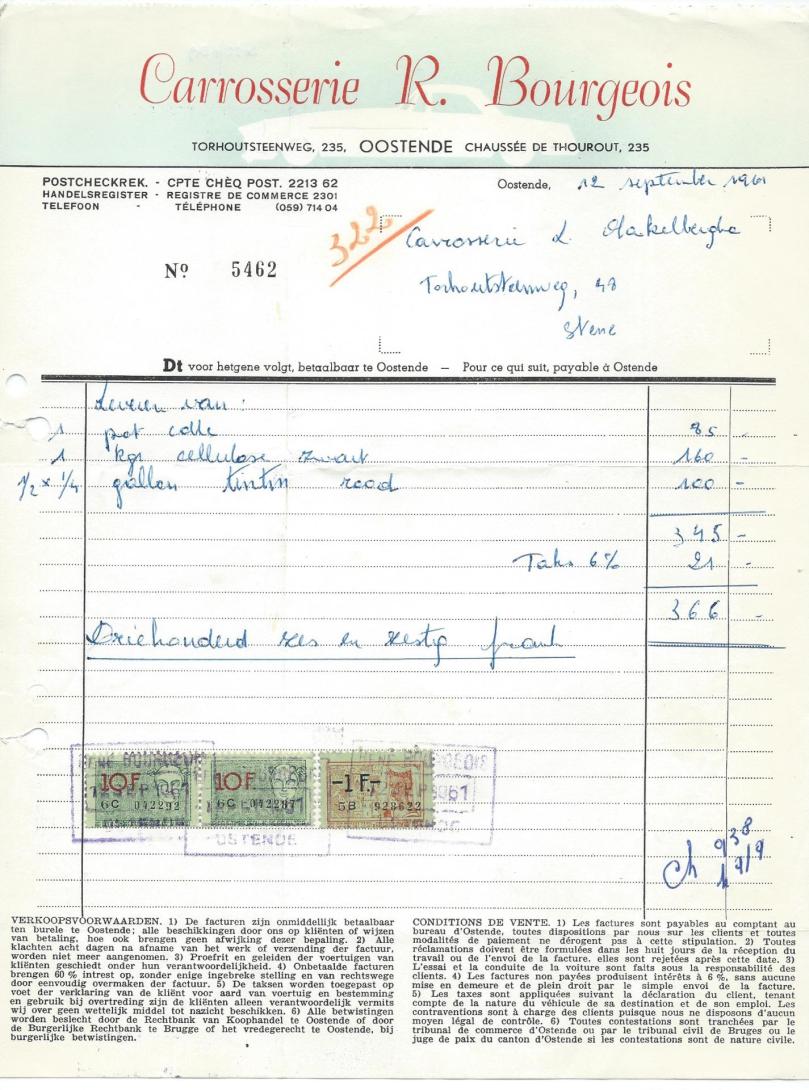 Carrosserie R. Bourgeois
TORHOUTSTEENWEG, 235, OOSTENDE CHAUSSÉE DE THOUROUT, 235
POSTCHECKREK. - CPTE CHÈQ POST. 2213 62
HANDELSREGISTER - REGISTRE DE COMMERCE 2301
TELEFOON - TÉLÉPHONE (059) 714 04
Oostende, 12 september 1961
322
Carrosserie L.
Torhoutsteenweg, 48
Stene
Nº 5462
Dt voor hetgene volgt, betaalbaar te Oostende — Pour ce qui suit, payable à Ostende
Leveren van :
1 pot colle 85 -
1 kgr cellulose zwart 160 -
1/2 x 1/4 gallon tintin rood 100 -
345 -
Taks 6% 21 -
366 -
Driehonderd zes en zestig frank
RENÉ BOURGEOIS
10F 10F -1 F.-
SEP 1961
6C 042292 6C 042287 5B 928622
OSTENDE
Ch 938
VERKOOPSVOORWAARDEN. 1) De facturen zijn onmiddellijk betaalbaar
ten burele te Oostende; alle beschikkingen door ons op kliënten of wijzen
van betaling, hoe ook brengen geen afwijking dezer bepaling. 2) Alle
klachten acht dagen na afname van het werk of verzending der factuur,
worden niet meer aangenomen. 3) Proefrit en geleiden der voertuigen van
kliënten geschiedt onder hun verantwoordelijkheid. 4) Onbetaalde facturen
brengen 60 % intrest op, zonder enige ingebreke stelling en van rechtswege
door eenvoudig overmaken der factuur. 5) De taksen worden toegepast op
voet der verklaring van de kliënt voor aard van voertuig en bestemming
en gebruik bij overtreding zijn de kliënten alleen verantwoordelijk vermits
wij over geen wettelijk middel tot nazicht beschikken. 6) Alle betwistingen
worden beslecht door de Rechtbank van Koophandel te Oostende of door
de Burgerlijke Rechtbank te Brugge of het vredegerecht te Oostende, bij
burgerlijke betwistingen.
CONDITIONS DE VENTE. 1) Les factures sont payables au comptant au
bureau d'Ostende, toutes dispositions par nous sur les clients et toutes
modalités de paiement ne dérogent pas à cette stipulation. 2) Toutes
réclamations doivent être formulées dans les huit jours de la réception du
travail ou de l'envoi de la facture, elles sont rejetées après cette date. 3)
L'essai et la conduite de la voiture sont faits sous la responsabilité des
clients. 4) Les factures non payées produisent intérêts à 6 %, sans aucune
mise en demeure et de plein droit par le simple envoi de la facture.
5) Les taxes sont appliquées suivant la déclaration du client, tenant
compte de la nature du véhicule de sa destination et de son emploi. Les
contraventions sont à charge des clients puisque nous ne disposons d'aucun
moyen légal de contrôle. 6) Toutes contestations sont tranchées par le
tribunal de commerce d'Ostende ou par le tribunal civil de Bruges ou le
juge de paix du canton d'Ostende si les contestations sont de nature civile.